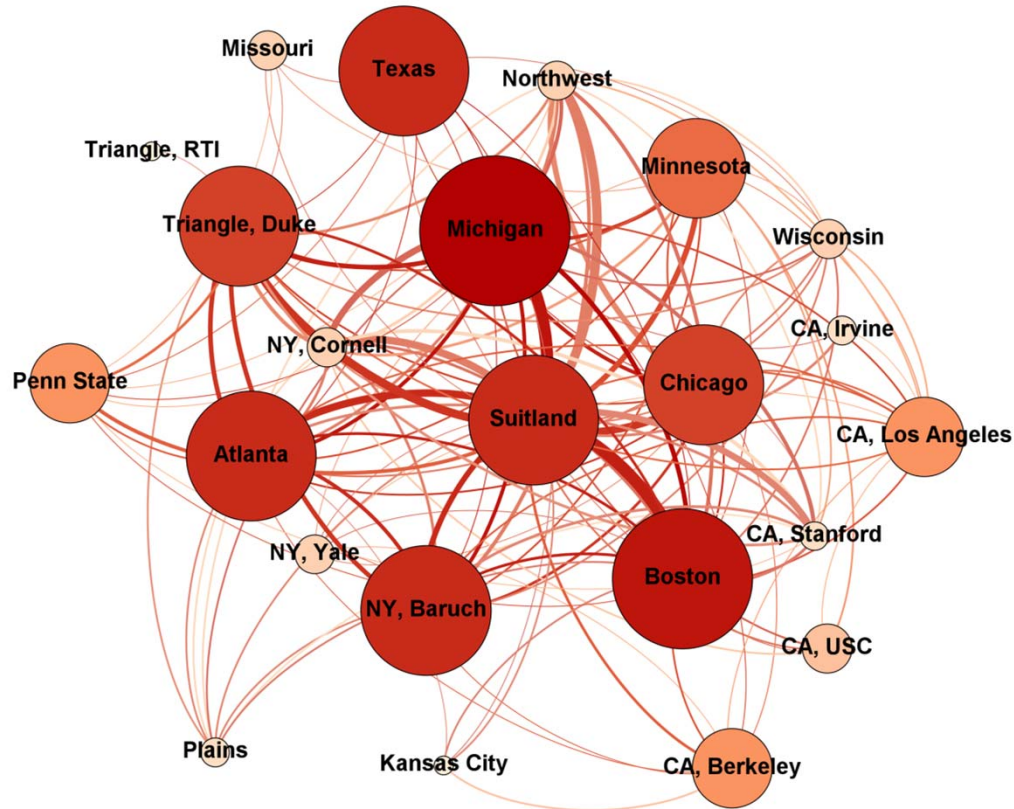 Missouri
Texas
Northwest
Triangle, RTI
Minnesota
Triangle, Duke
Michigan
Wisconsin
CA, Irvine
NY, Cornell
Penn State
Chicago
Suitland
CA, Los Angeles
Atlanta
CA, Stanford
NY, Yale
Boston
NY, Baruch
CA, USC
Plains
Kansas City
CA, Berkeley